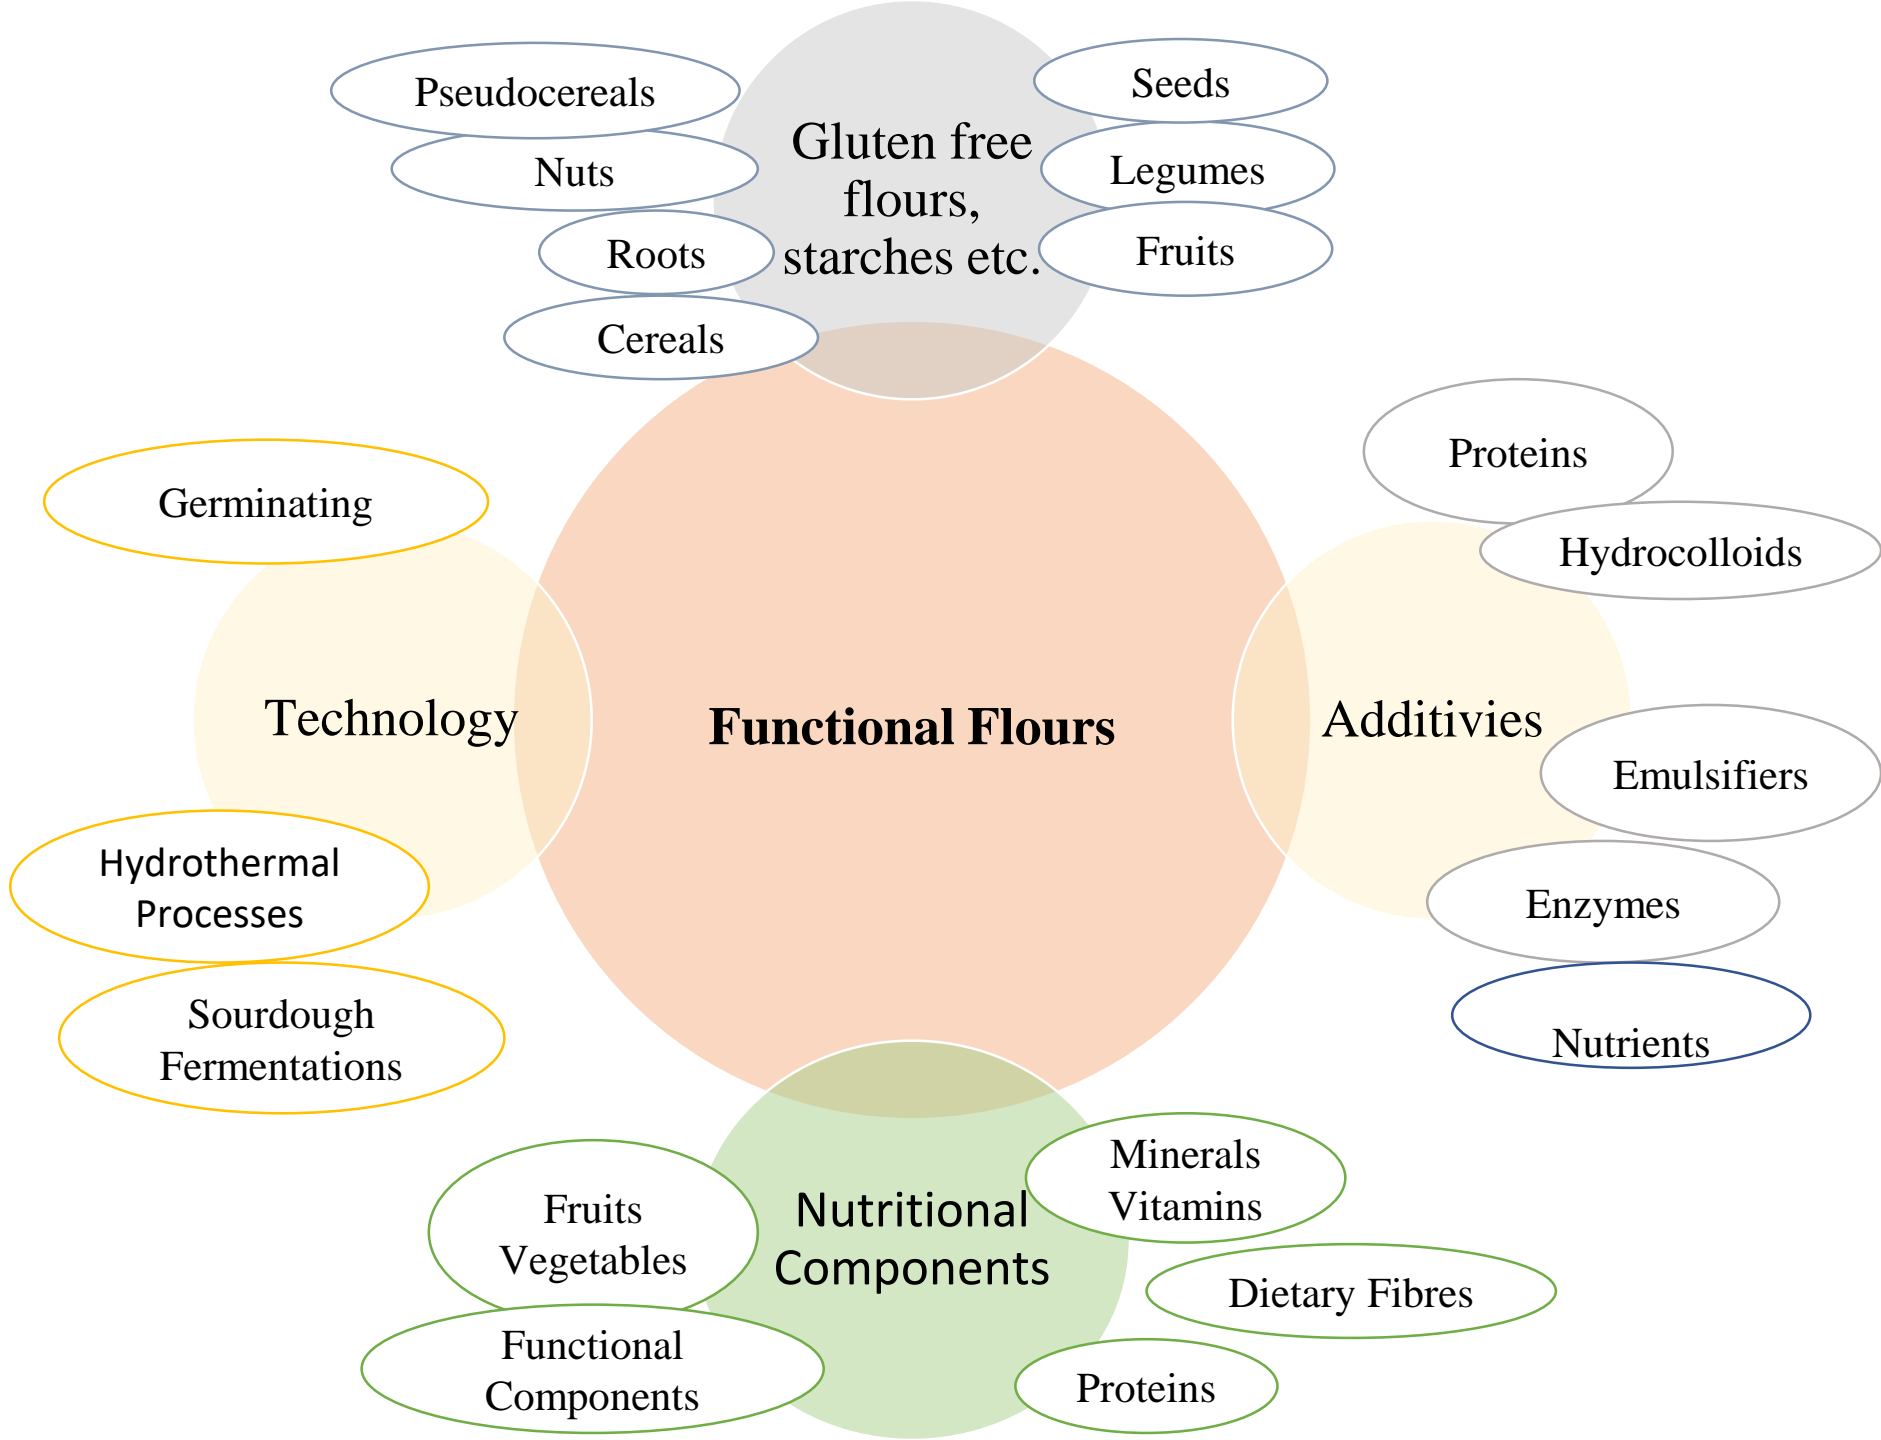 Pseudocereals
Nuts
Roots
Cereals
Gluten free
flours,
starches etc.
Seeds
Legumes
Fruits
Germinating
Technology
Hydrothermal
Processes
Sourdough
Fermentations
Functional Flours
Proteins
Hydrocolloids
Additivies
Emulsifiers
Enzymes
Nutrients
Fruits
Vegetables
Functional
Components
Nutritional
Components
Minerals
Vitamins
Dietary Fibres
Proteins